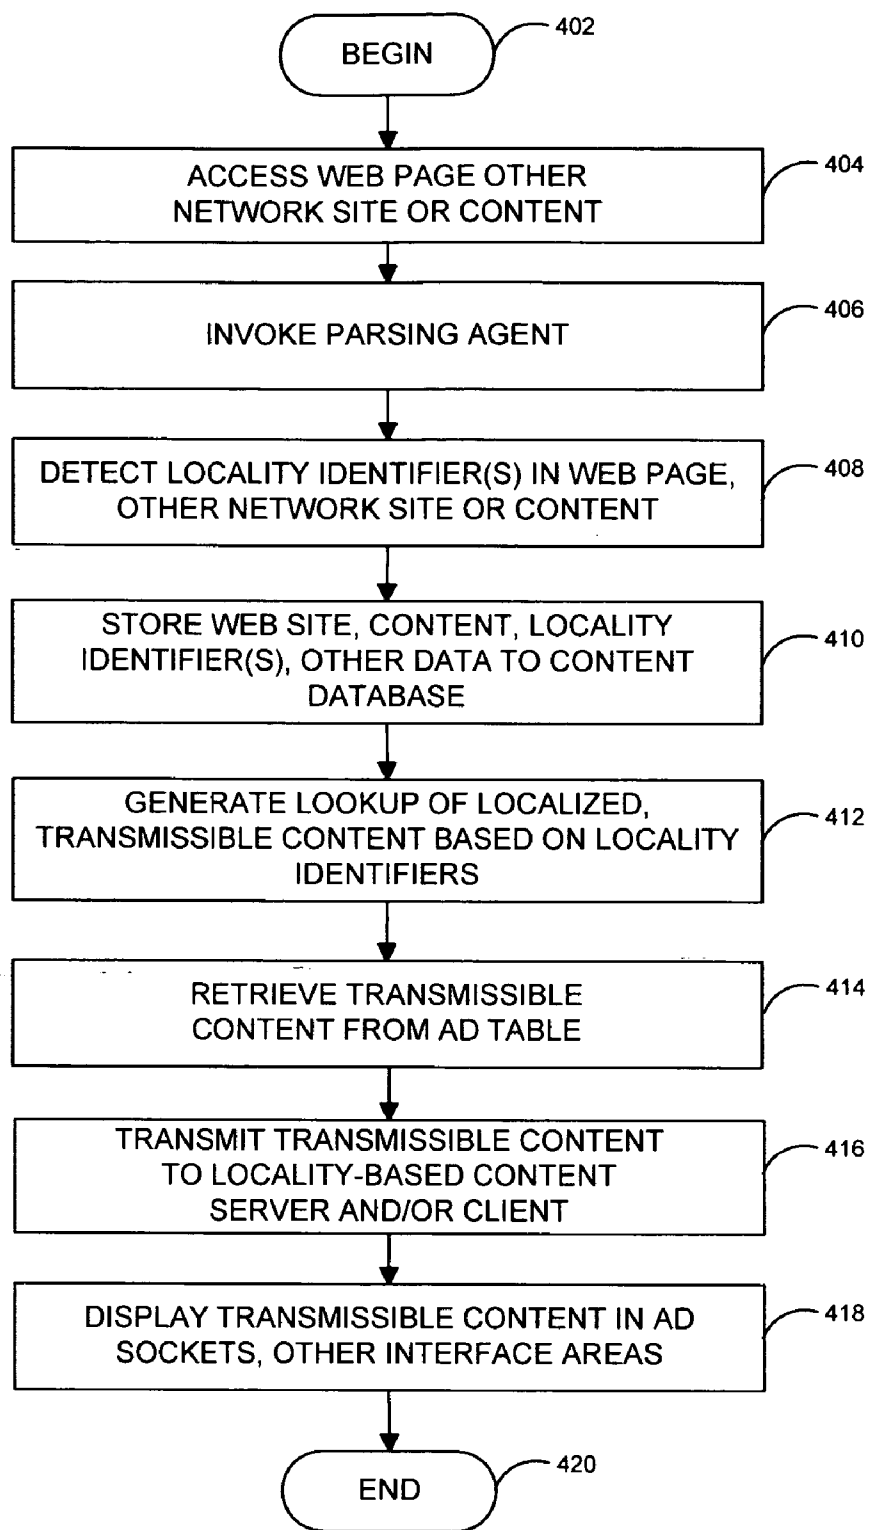 BEGIN
402
ACCESS WEB PAGE OTHER
NETWORK SITE OR CONTENT
404
INVOKE PARSING AGENT
406
DETECT LOCALITY IDENTIFIER(S) IN WEB PAGE,
OTHER NETWORK SITE OR CONTENT
408
STORE WEB SITE, CONTENT, LOCALITY
IDENTIFIER(S), OTHER DATA TO CONTENT
DATABASE
410
GENERATE LOOKUP OF LOCALIZED,
TRANSMISSIBLE CONTENT BASED ON LOCALITY
IDENTIFIERS
412
RETRIEVE TRANSMISSIBLE
CONTENT FROM AD TABLE
414
TRANSMIT TRANSMISSIBLE CONTENT
TO LOCALITY-BASED CONTENT
SERVER AND/OR CLIENT
416
DISPLAY TRANSMISSIBLE CONTENT IN AD
SOCKETS, OTHER INTERFACE AREAS
418
END
420